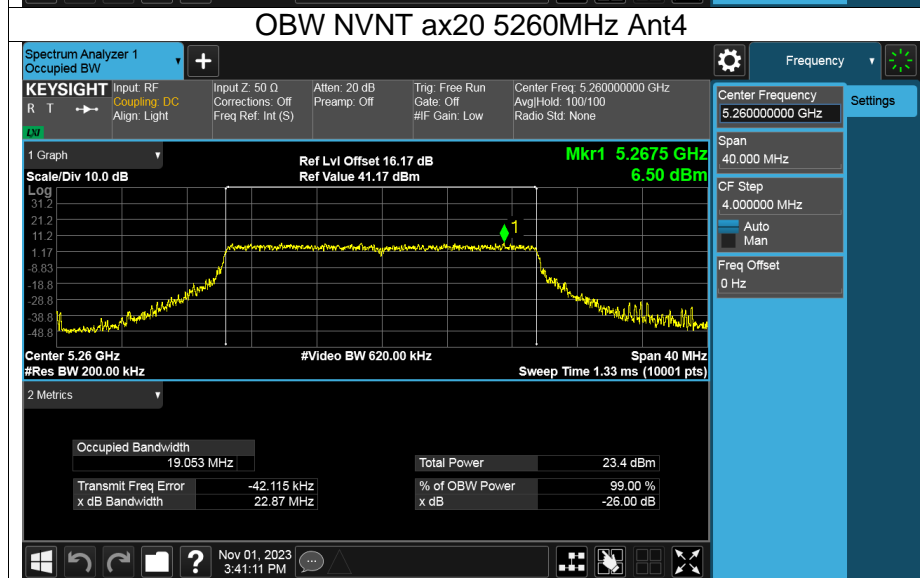 OBW NVNT ax20 5260MHz Ant4
Spectrum Analyzer 1
Occupied BW
+
Frequency
KEYSIGHT
R T
LXI
Input: RF
Coupling: DC
Align: Light
Input Z: 50 Ω
Corrections: Off
Freq Ref: Int (S)
Atten: 20 dB
Preamp: Off
Trig: Free Run
Gate: Off
#IF Gain: Low
Center Freq: 5.260000000 GHz
Avg|Hold: 100/100
Radio Std: None
Center Frequency
5.260000000 GHz
Settings
Span
40.000 MHz
CF Step
4.000000 MHz
Auto
Man
Freq Offset
0 Hz
1 Graph
Scale/Div 10.0 dB
Ref Lvl Offset 16.17 dB
Ref Value 41.17 dBm
Mkr1 5.2675 GHz
6.50 dBm
Log
31.2
21.2
11.2
1.17
-8.83
-18.8
-28.8
-38.8
-48.8
1
Center 5.26 GHz
#Video BW 620.00 kHz
Span 40 MHz
#Res BW 200.00 kHz
Sweep Time 1.33 ms (10001 pts)
2 Metrics
Occupied Bandwidth
19.053 MHz
Total Power 23.4 dBm
Transmit Freq Error -42.115 kHz
% of OBW Power 99.00 %
x dB Bandwidth 22.87 MHz
x dB -26.00 dB
?
Nov 01, 2023
3:41:11 PM